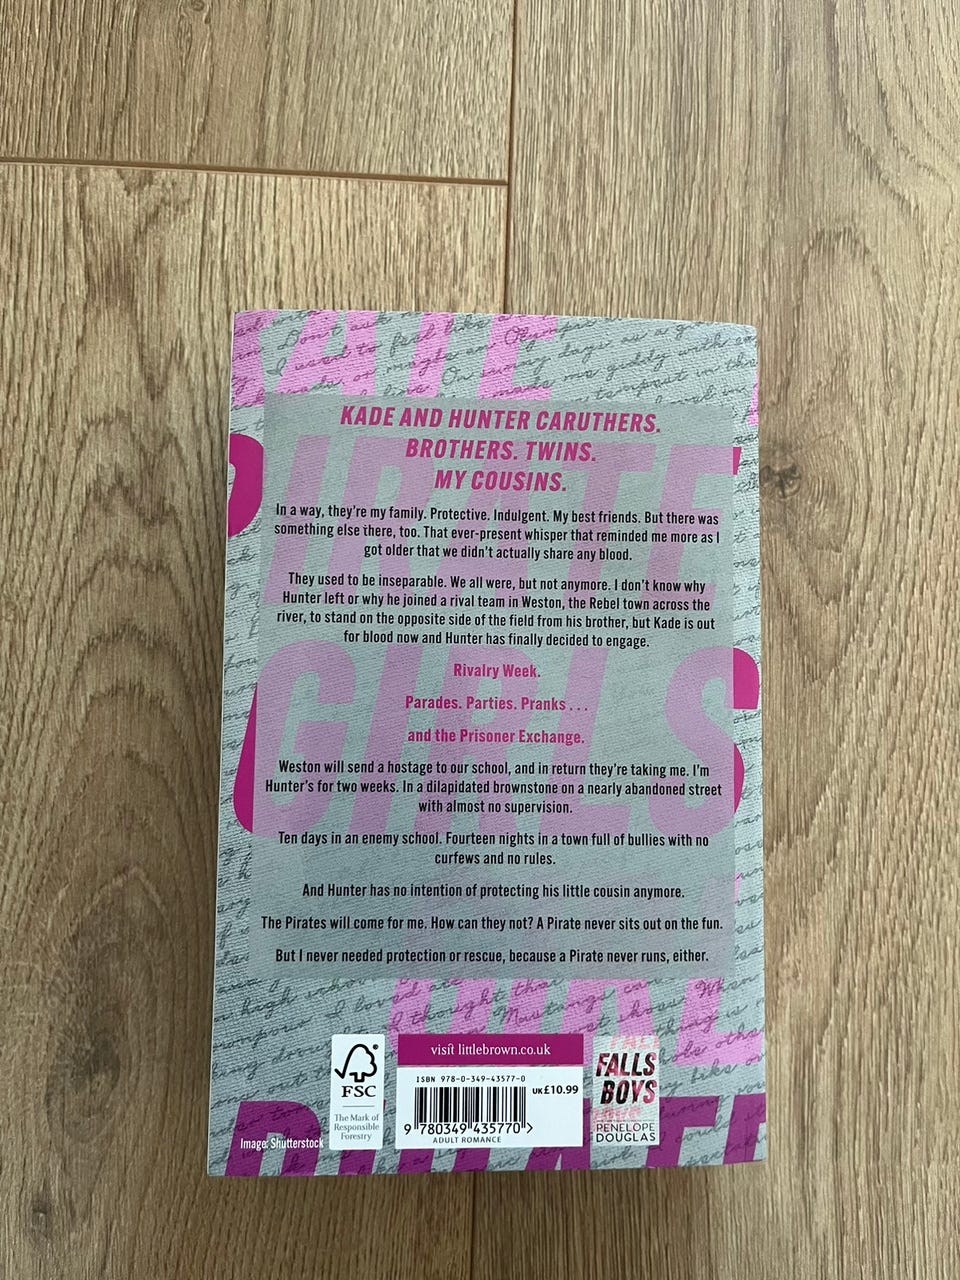 KADE AND HUNTER CARUTHERS.
BROTHERS. TWINS.
MY COUSINS.
In a way, they're my family. Protective. Indulgent. My best friends. But there was
something else there, too. That ever-present whisper that reminded me more as I
got older that we didn't actually share any blood.
They used to be inseparable. We all were, but not anymore. I don't know why
Hunter left or why he joined a rival team in Weston, the Rebel town across the
river, to stand on the opposite side of the field from his brother, but Kade is out
for blood now and Hunter has finally decided to engage.
Rivalry Week.
Parades. Parties. Pranks . . .
and the Prisoner Exchange.
Weston will send a hostage to our school, and in return they're taking me. I'm
Hunter's for two weeks. In a dilapidated brownstone on a nearly abandoned street
with almost no supervision.
Ten days in an enemy school. Fourteen nights in a town full of bullies with no
curfews and no rules.
And Hunter has no intention of protecting his little cousin anymore.
The Pirates will come for me. How can they not? A Pirate never sits out on the fun.
But I never needed protection or rescue, because a Pirate never runs, either.
PIRATE
GIRLS
visit littlebrown.co.uk
FSC
The Mark of
Responsible
Forestry
ISBN 978-0-349-43577-0
UK £10.99
9 780349 435770 >
ADULT ROMANCE
FALLS
BOYS
PENELOPE
DOUGLAS
Image: Shutterstock